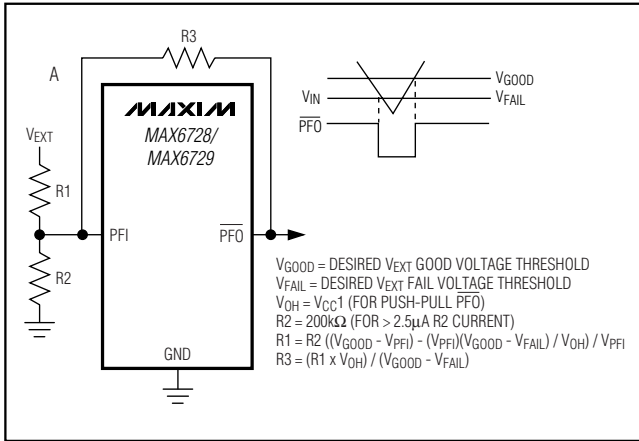 R3
A
MAXIM
MAX6728/
MAX6729
VEXT
R1
PFI
PFO
R2
GND
VGOOD
VIN
VFAIL
PFO
VGOOD = DESIRED VEXT GOOD VOLTAGE THRESHOLD
VFAIL = DESIRED VEXT FAIL VOLTAGE THRESHOLD
VOH = VCC1 (FOR PUSH-PULL PFO)
R2 = 200kΩ (FOR > 2.5µA R2 CURRENT)
R1 = R2 ((VGOOD - VPFI) - (VPFI)(VGOOD - VFAIL) / VOH) / VPFI
R3 = (R1 x VOH) / (VGOOD - VFAIL)